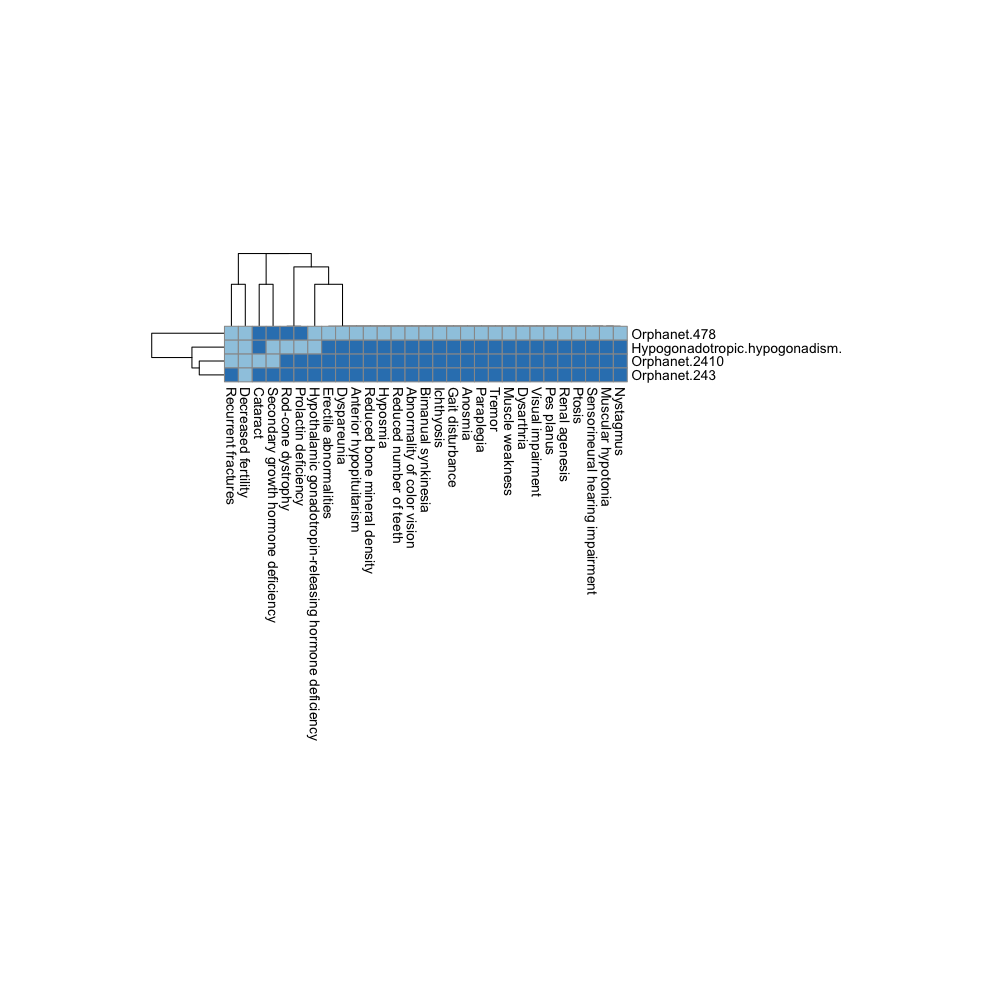 Orphanet.478
Hypogonadotropic.hypogonadism.
Orphanet.2410
Orphanet.243
Recurrent fractures
Decreased fertility
Cataract
Secondary growth hormone deficiency
Rod-cone dystrophy
Prolactin deficiency
Hypothalamic gonadotropin-releasing hormone deficiency
Erectile abnormalities
Dyspareunia
Anterior hypopituitarism
Reduced bone mineral density
Hyposmia
Reduced number of teeth
Abnormality of color vision
Bimanual synkinesia
Ichthyosis
Gait disturbance
Anosmia
Paraplegia
Tremor
Muscle weakness
Dysarthria
Visual impairment
Pes planus
Renal agenesis
Ptosis
Sensorineural hearing impairment
Muscular hypotonia
Nystagmus